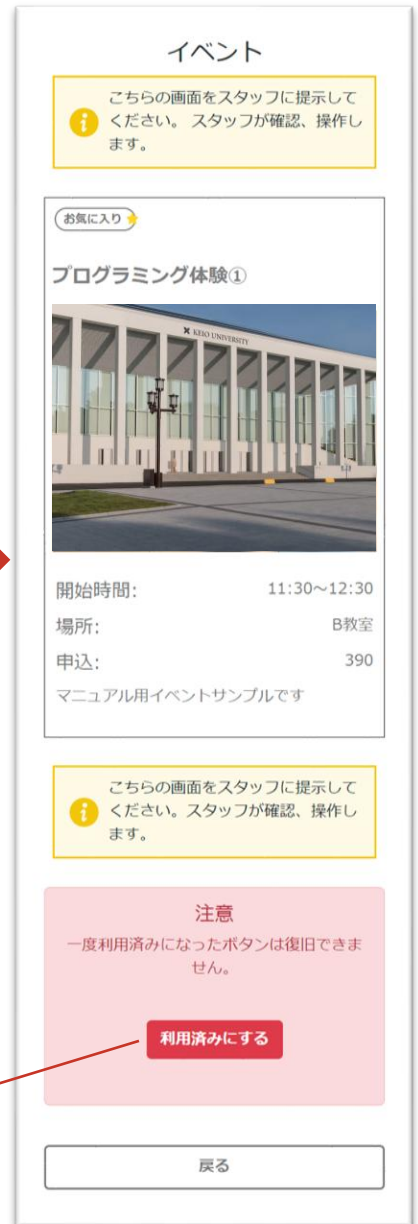 イベント
こちらの画面をスタッフに提示して
ください。 スタッフが確認、操作し
ます。
お気に入り
プログラミング体験①
KEIO UNIVERSITY
開始時間: 11:30~12:30
場所: B教室
申込: 390
マニュアル用イベントサンプルです
こちらの画面をスタッフに提示して
ください。スタッフが確認、操作し
ます。
注意
一度利用済みになったボタンは復旧できま
せん。
利用済みにする
戻る